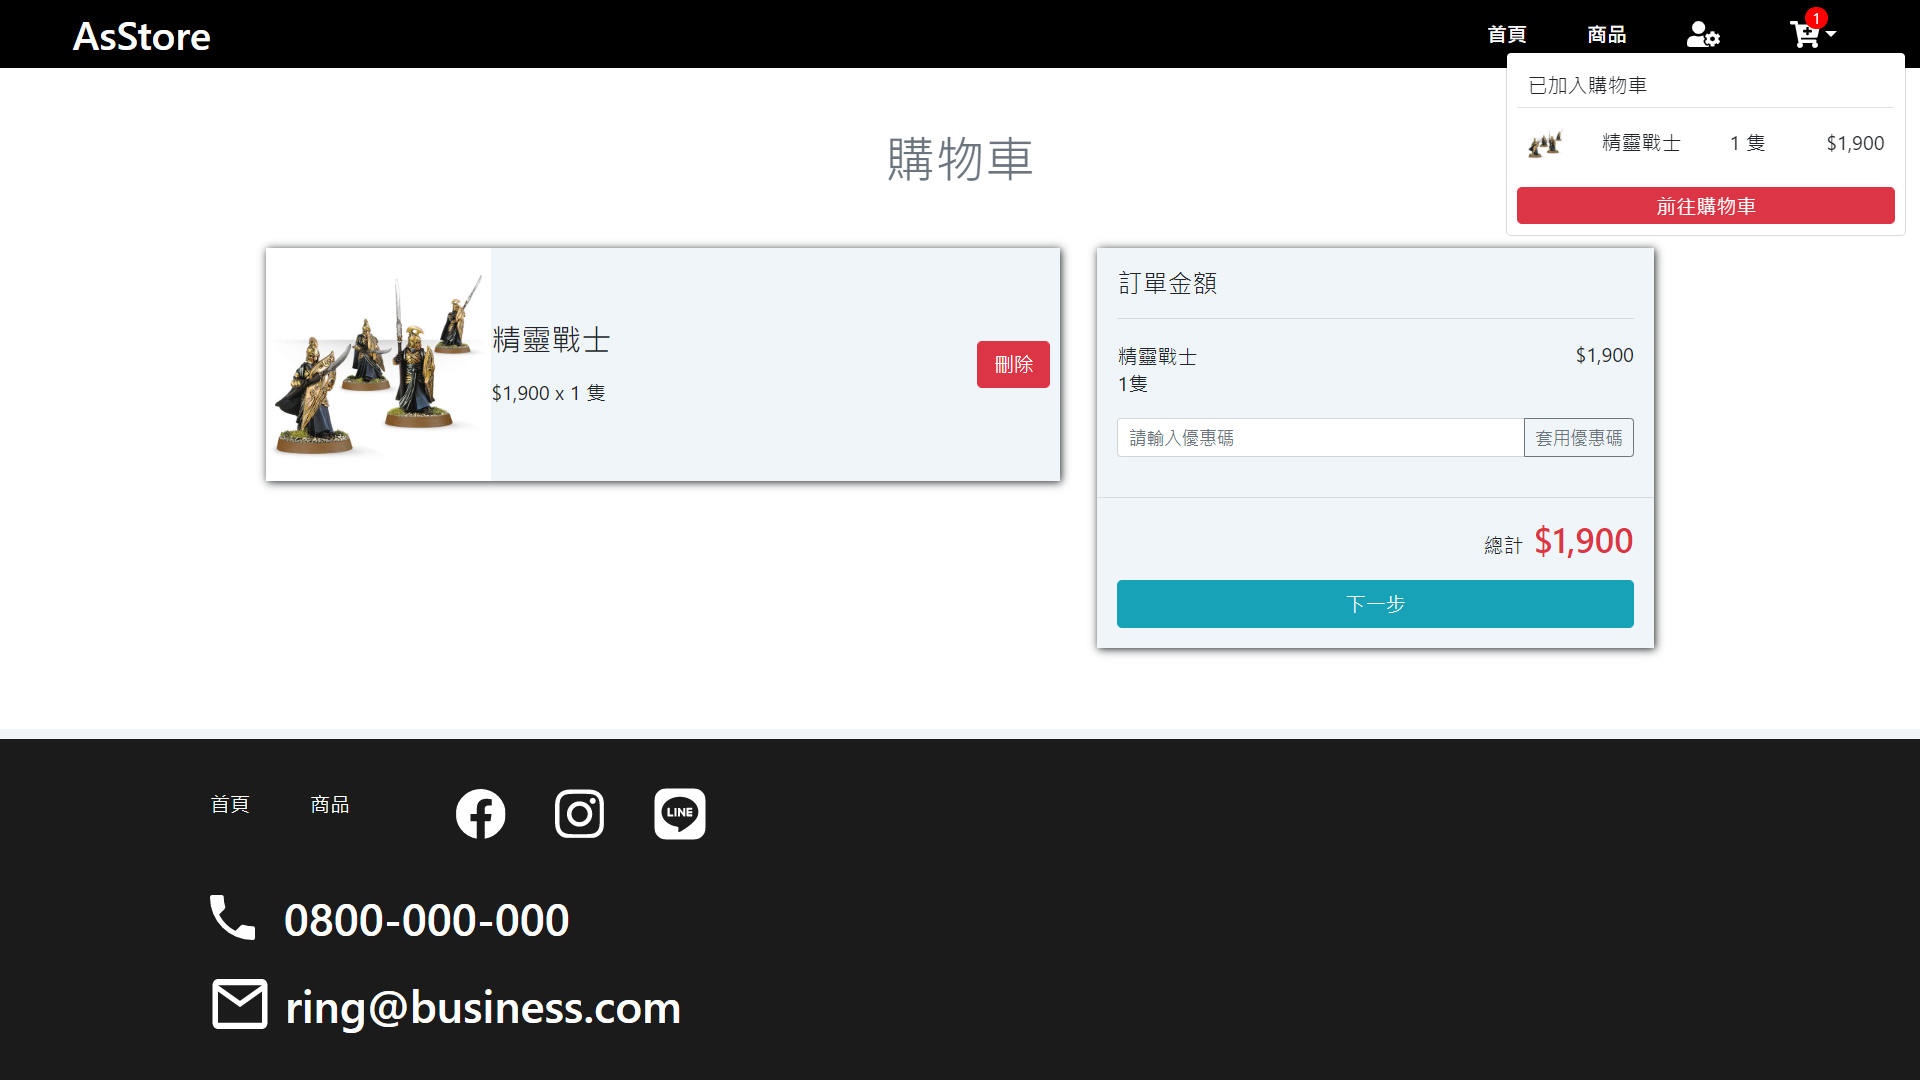 AsStore
首頁
商品
1
已加入購物車
精靈戰士 1 隻 $1,900
前往購物車
購物車
精靈戰士
$1,900 x 1 隻
刪除
訂單金額
精靈戰士 $1,900
1隻
請輸入優惠碼
套用優惠碼
總計 $1,900
下一步
首頁
商品
LINE
0800-000-000
ring@business.com